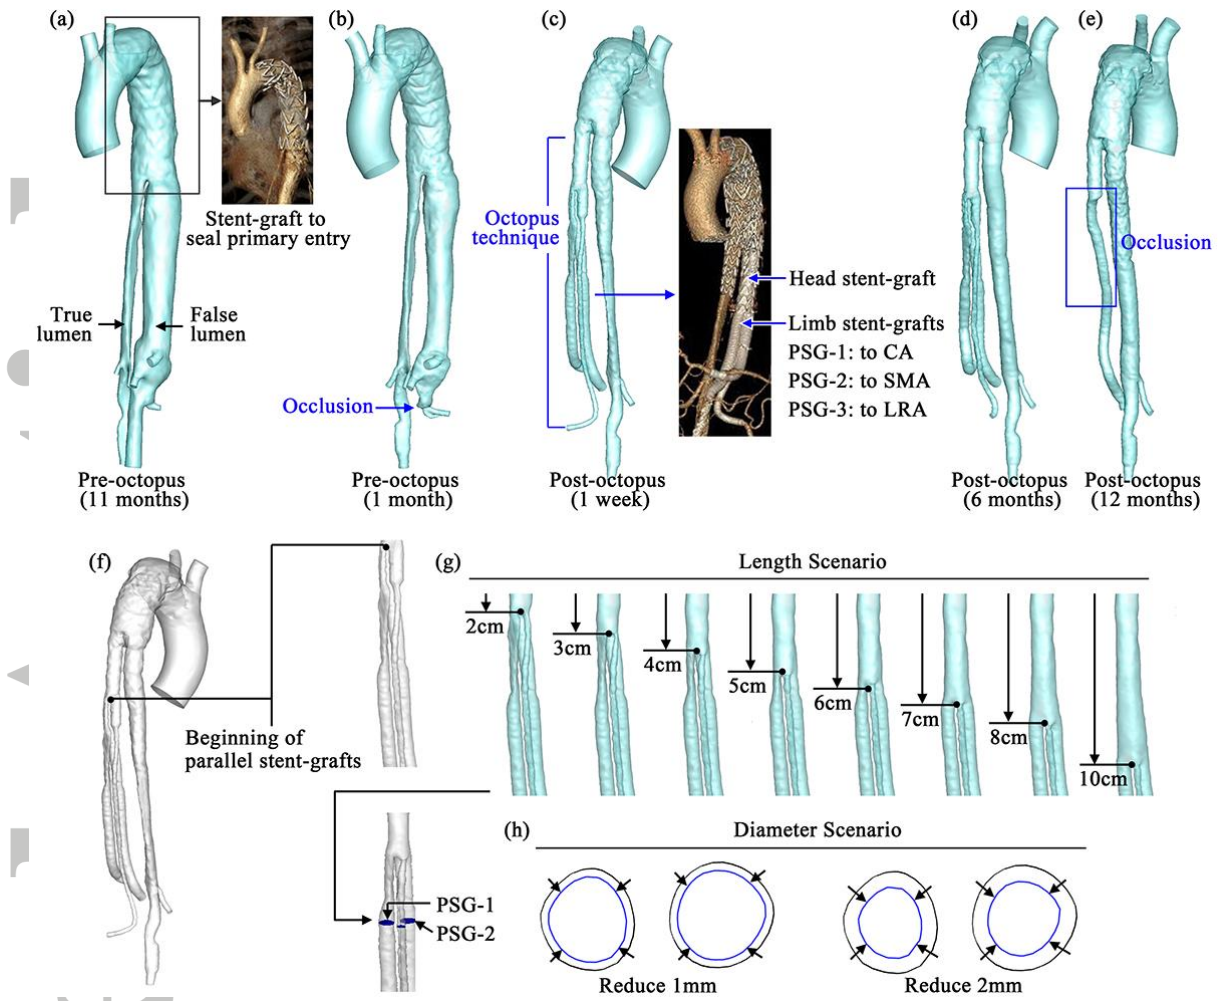 (a)
(b)
(c)
(d)
(e)
Stent-graft to
seal primary entry
True
lumen
False
lumen
Occlusion
Octopus
technique
Head stent-graft
Limb stent-grafts
PSG-1: to CA
PSG-2: to SMA
PSG-3: to LRA
Occlusion
Pre-octopus
(11 months)
Pre-octopus
(1 month)
Post-octopus
(1 week)
Post-octopus
(6 months)
Post-octopus
(12 months)
(f)
Beginning of
parallel stent-grafts
(g)
Length Scenario
2cm
3cm
4cm
5cm
6cm
7cm
8cm
10cm
PSG-1
PSG-2
(h)
Diameter Scenario
Reduce 1mm
Reduce 2mm